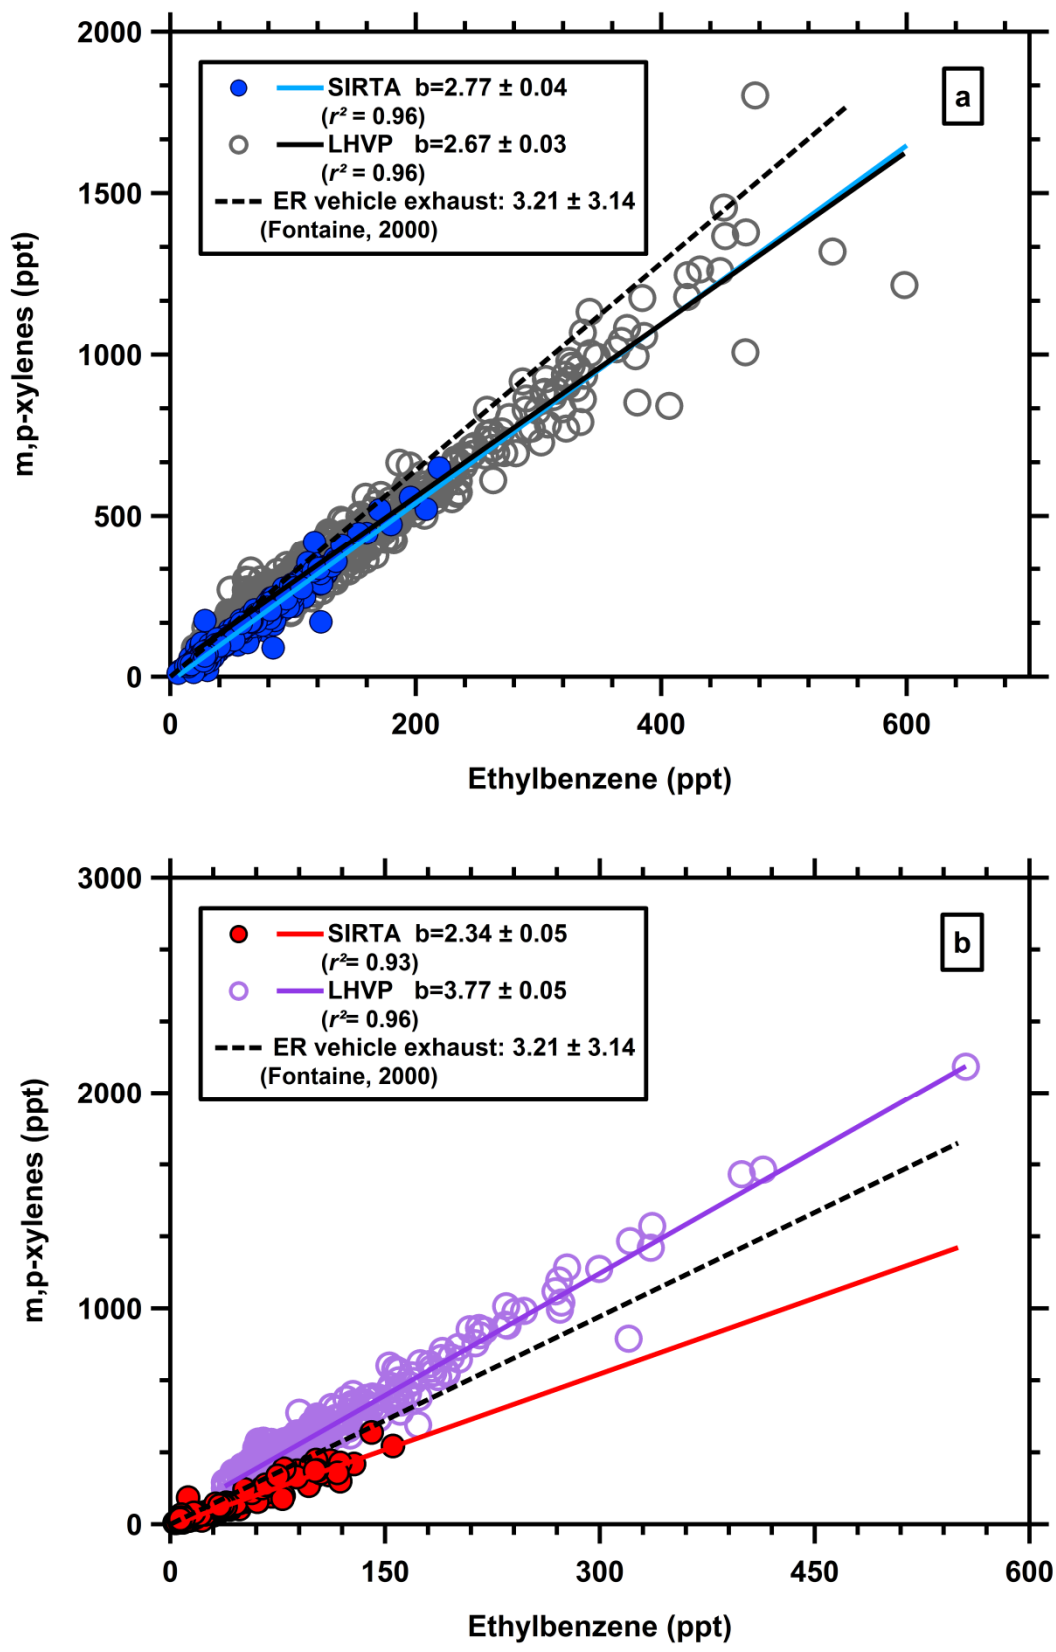 2000
1500
1000
500
0
m,p-xylenes (ppt)
SIRTA b=2.77 ± 0.04
(r² = 0.96)
LHVP b=2.67 ± 0.03
(r² = 0.96)
ER vehicle exhaust: 3.21 ± 3.14
(Fontaine, 2000)
a
0 200 400 600
Ethylbenzene (ppt)
3000
2000
1000
0
m,p-xylenes (ppt)
SIRTA b=2.34 ± 0.05
(r²= 0.93)
LHVP b=3.77 ± 0.05
(r²= 0.96)
ER vehicle exhaust: 3.21 ± 3.14
(Fontaine, 2000)
b
0 150 300 450 600
Ethylbenzene (ppt)